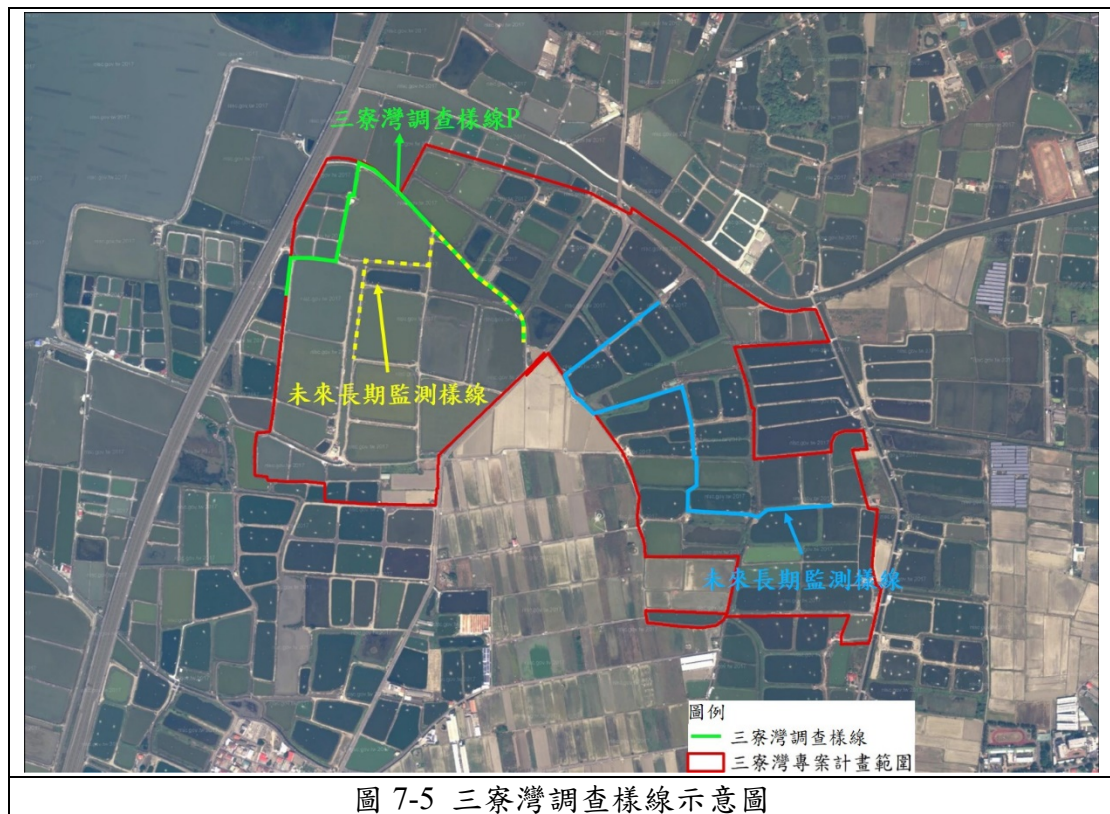 三寮灣調查樣線P
未來長期監測樣線
未來長期監測樣線
圖例
三寮灣調查樣線
三寮灣專案計畫範圍
圖 7-5 三寮灣調查樣線示意圖